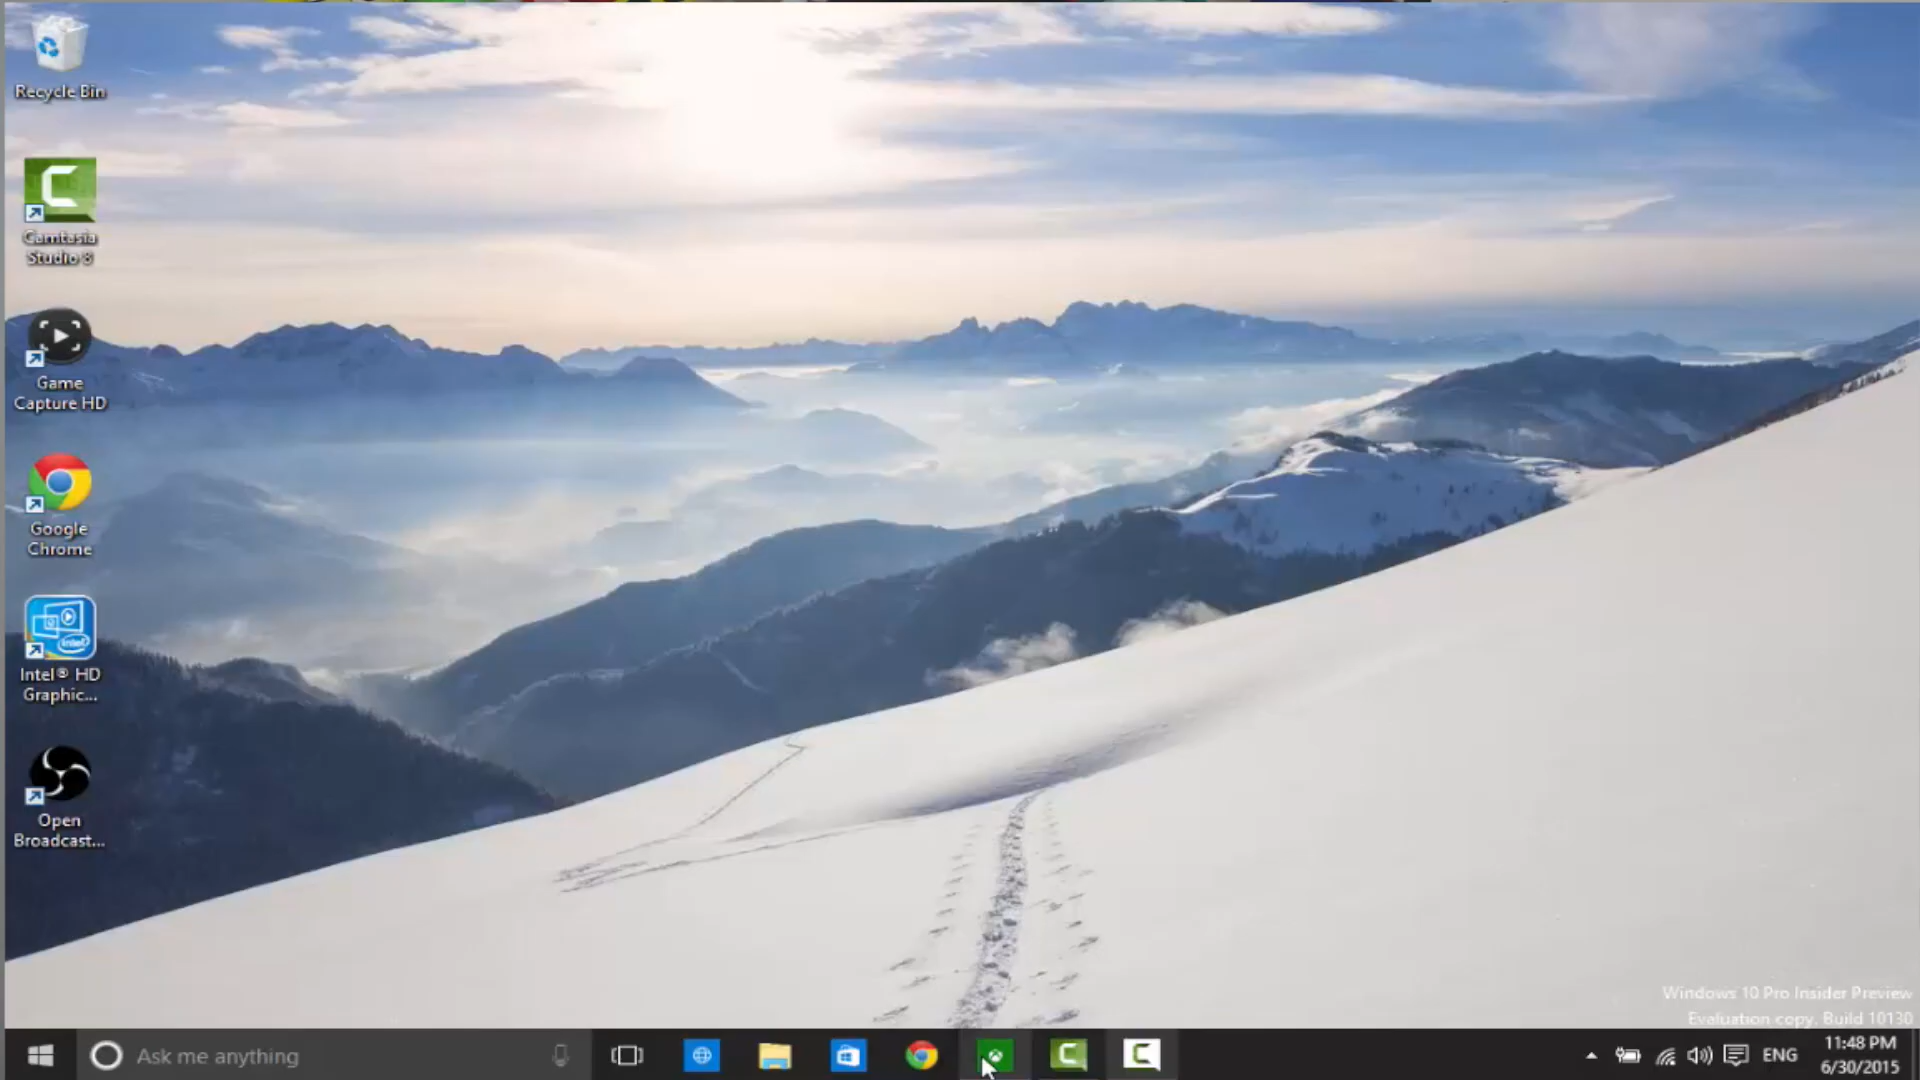 Recycle Bin
Camtasia
Studio 8
Game
Capture HD
Google
Chrome
intel
Intel® HD
Graphic...
Open
Broadcast...
Windows 10 Pro Insider Preview
Evaluation copy. Build 10130
Ask me anything
ENG
11:48 PM
6/30/2015